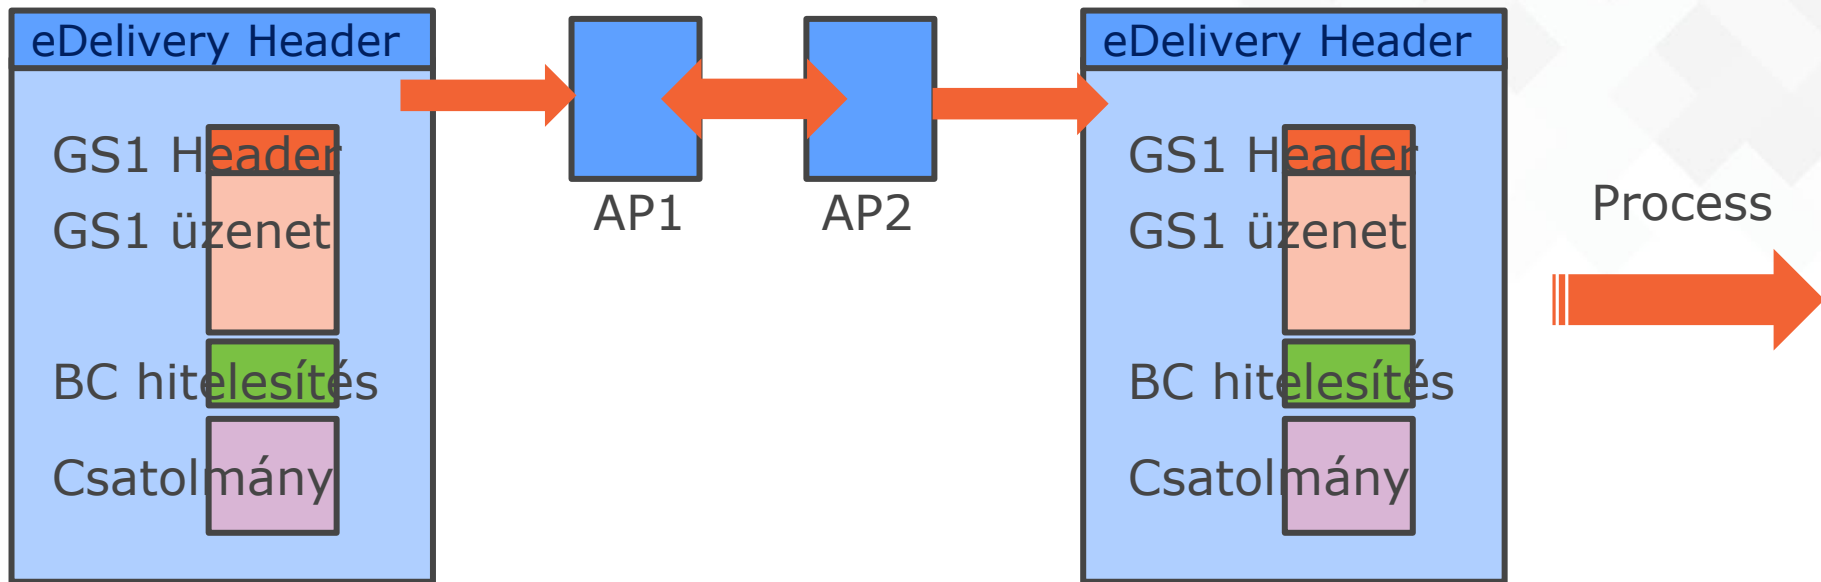 eDelivery Header
GS1 Header
GS1 üzenet
BC hitelesítés
Csatolmány
AP1
AP2
eDelivery Header
GS1 Header
GS1 üzenet
BC hitelesítés
Csatolmány
Process